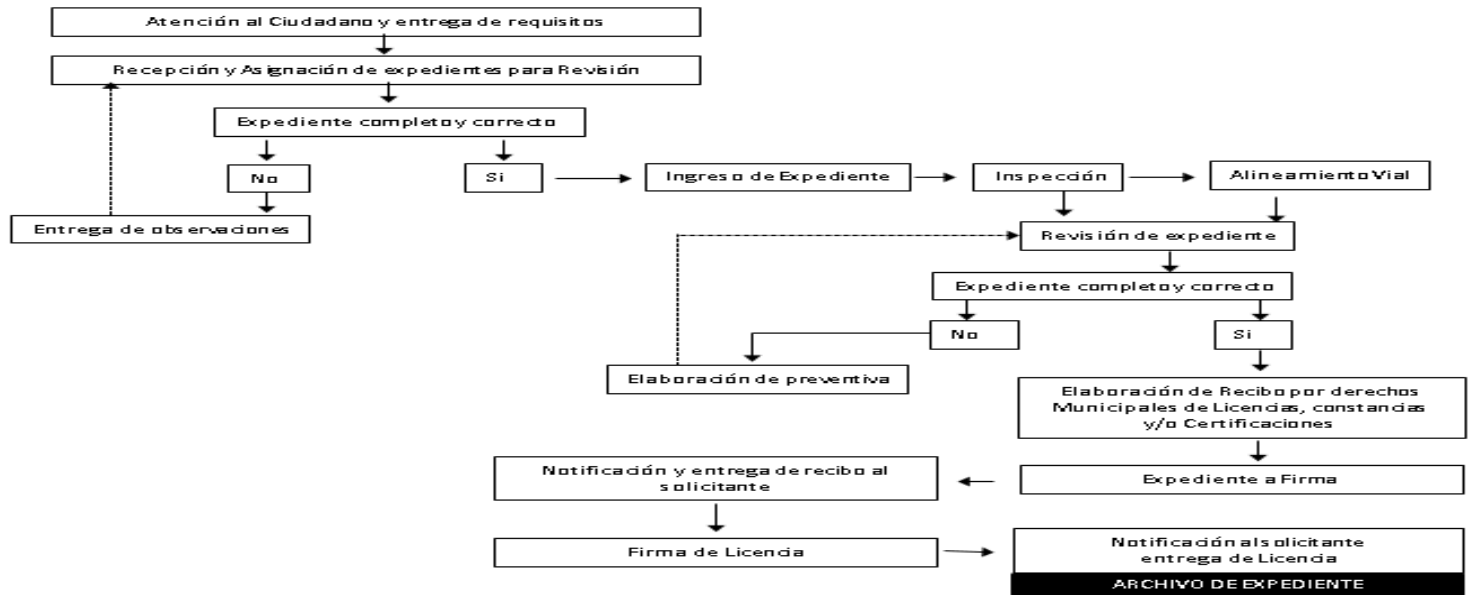 Atención al Ciudadano y entrega de requisitos
Recepción y Asignación de expedientes para Revisión
Expediente completo y correcto
No
Si
Ingreso de Expediente
Inspección
Alineamiento Vial
Entrega de observaciones
Revisión de expediente
Expediente completo y correcto
No
Si
Elaboración de preventiva
Elaboración de Recibo por derechos
Municipales de Licencias, constancias
y/o Certificaciones
Expediente a Firma
Notificación y entrega de recibo al
solicitante
Firma de Licencia
Notificación al solicitante
entrega de Licencia
ARCHIVO DE EXPEDIENTE